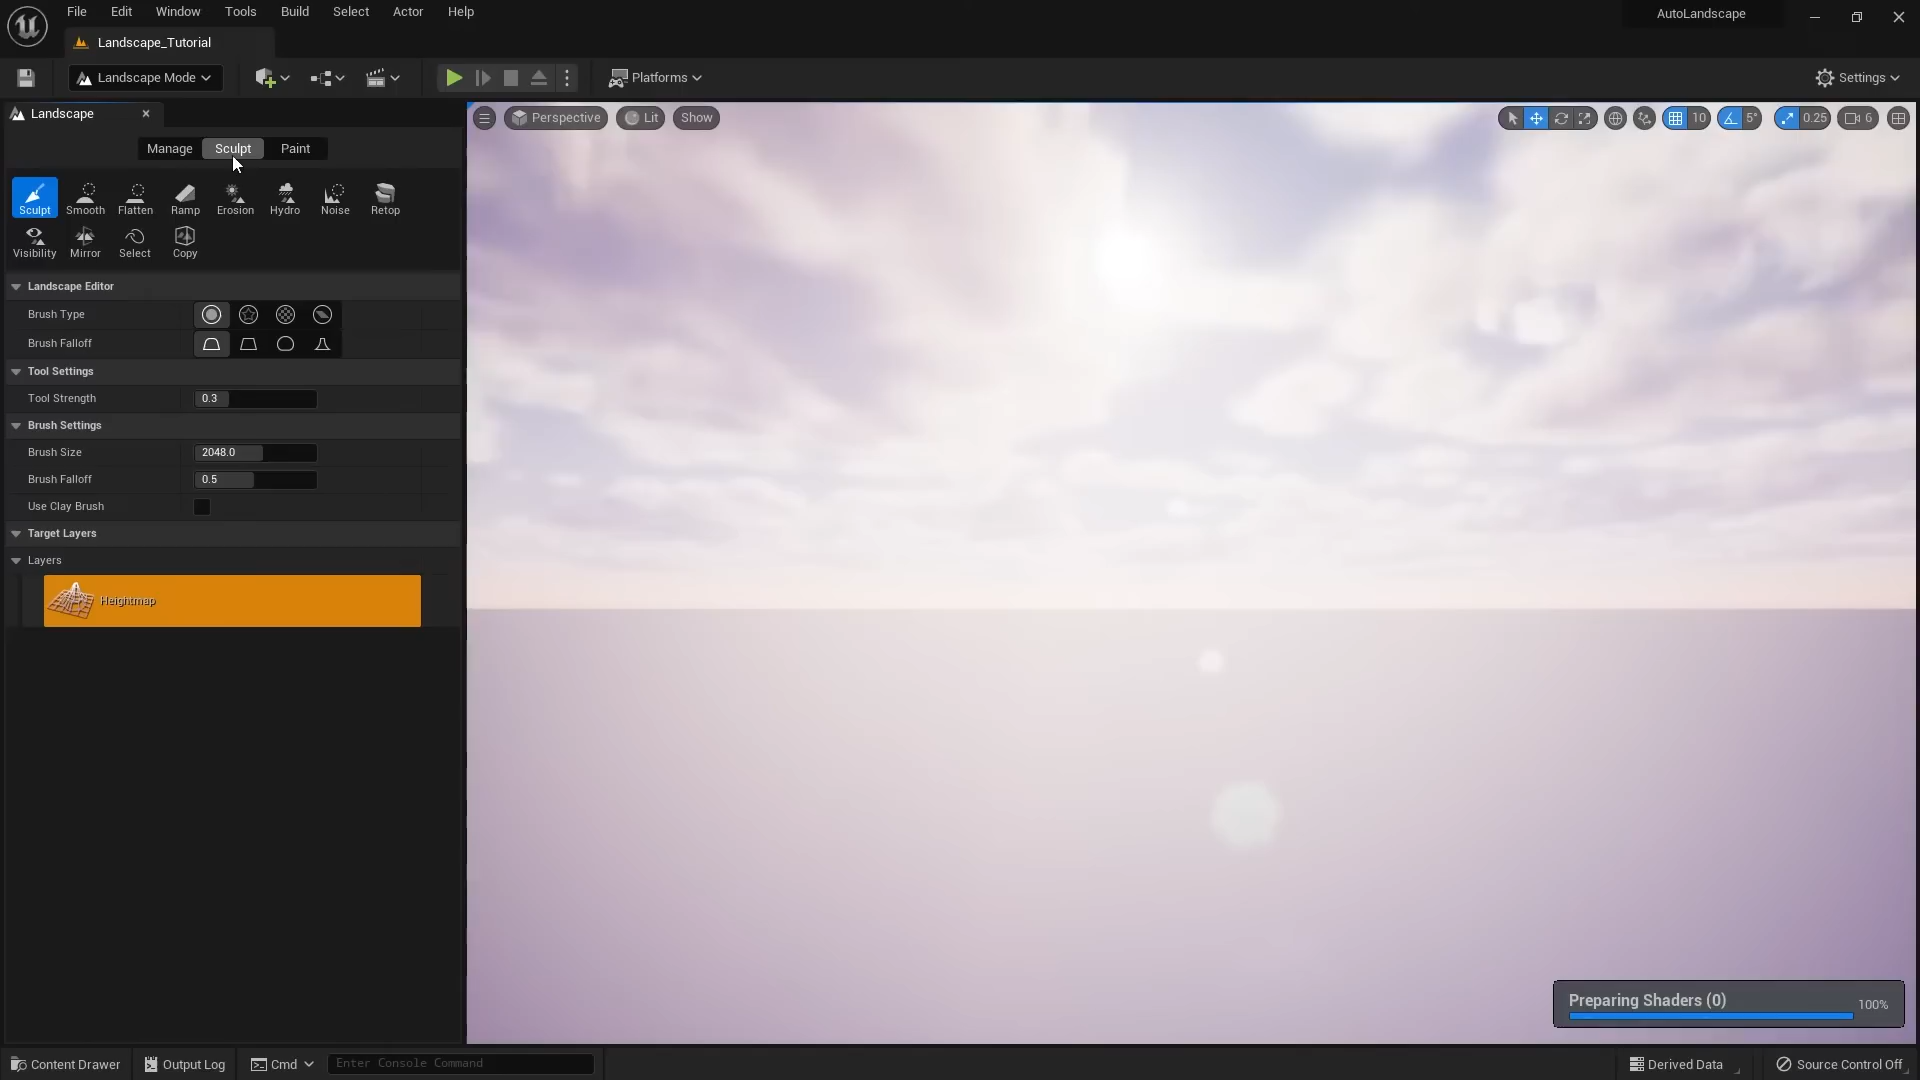 File Edit Window Tools Build Select Actor Help
AutoLandscape
Landscape_Tutorial
Landscape Mode
Platforms
Settings
Landscape
Perspective
Lit
Show
10
5°
0.25
6
Manage
Sculpt
Paint
Sculpt
Smooth
Flatten
Ramp
Erosion
Hydro
Noise
Retop
Visibility
Mirror
Select
Copy
Landscape Editor
Brush Type
Brush Falloff
Tool Settings
Tool Strength
0.3
Brush Settings
Brush Size
2048.0
Brush Falloff
0.5
Use Clay Brush
Target Layers
Layers
Heightmap
Preparing Shaders (0)
100%
Content Drawer
Output Log
Cmd
Enter Console Command
Derived Data
Source Control Off